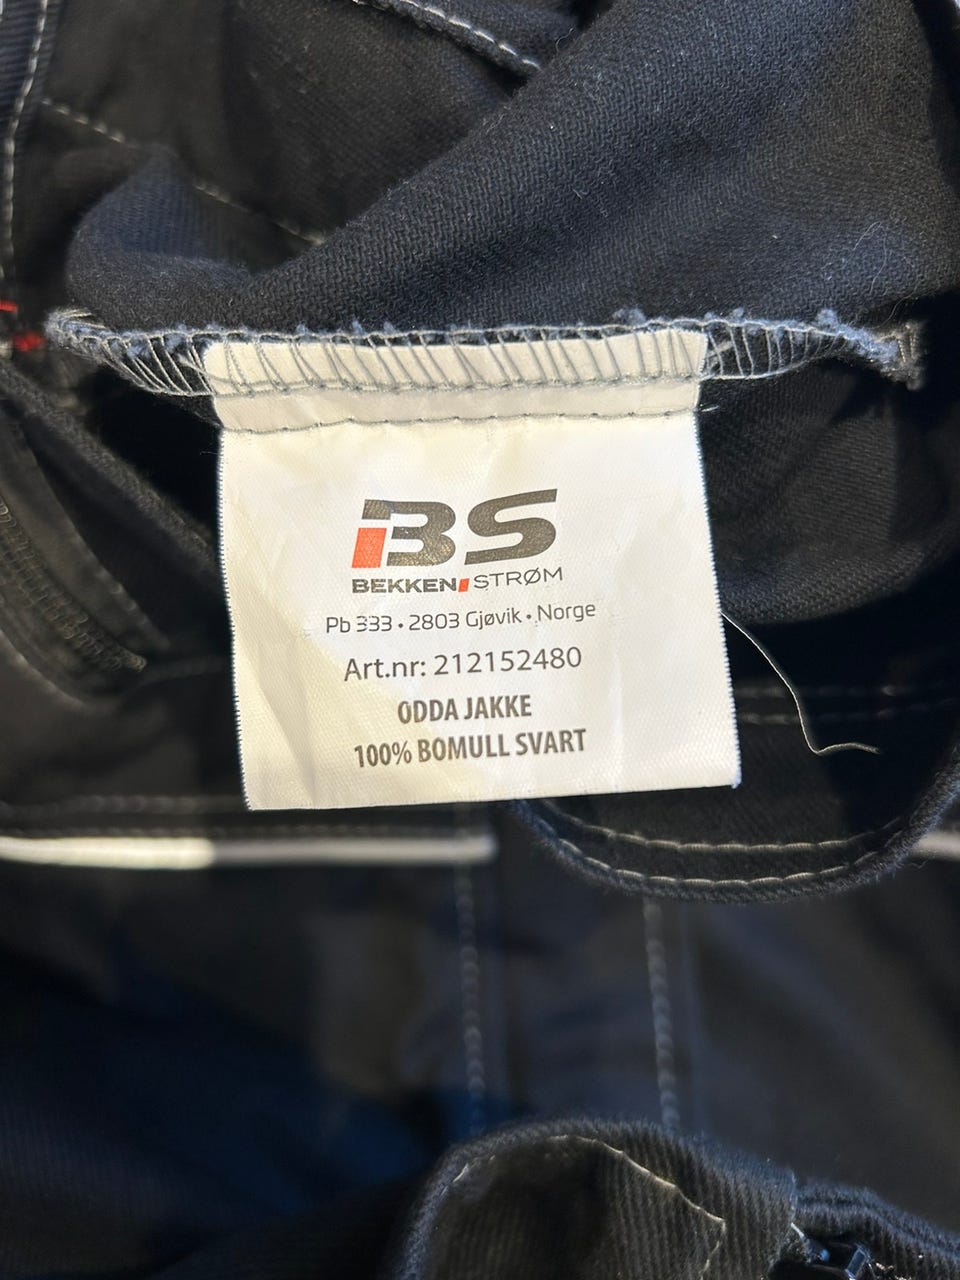 BS
BEKKEN STRØM
Pb 333 • 2803 Gjøvik • Norge
Art.nr: 212152480
ODDA JAKKE
100% BOMULL SVART